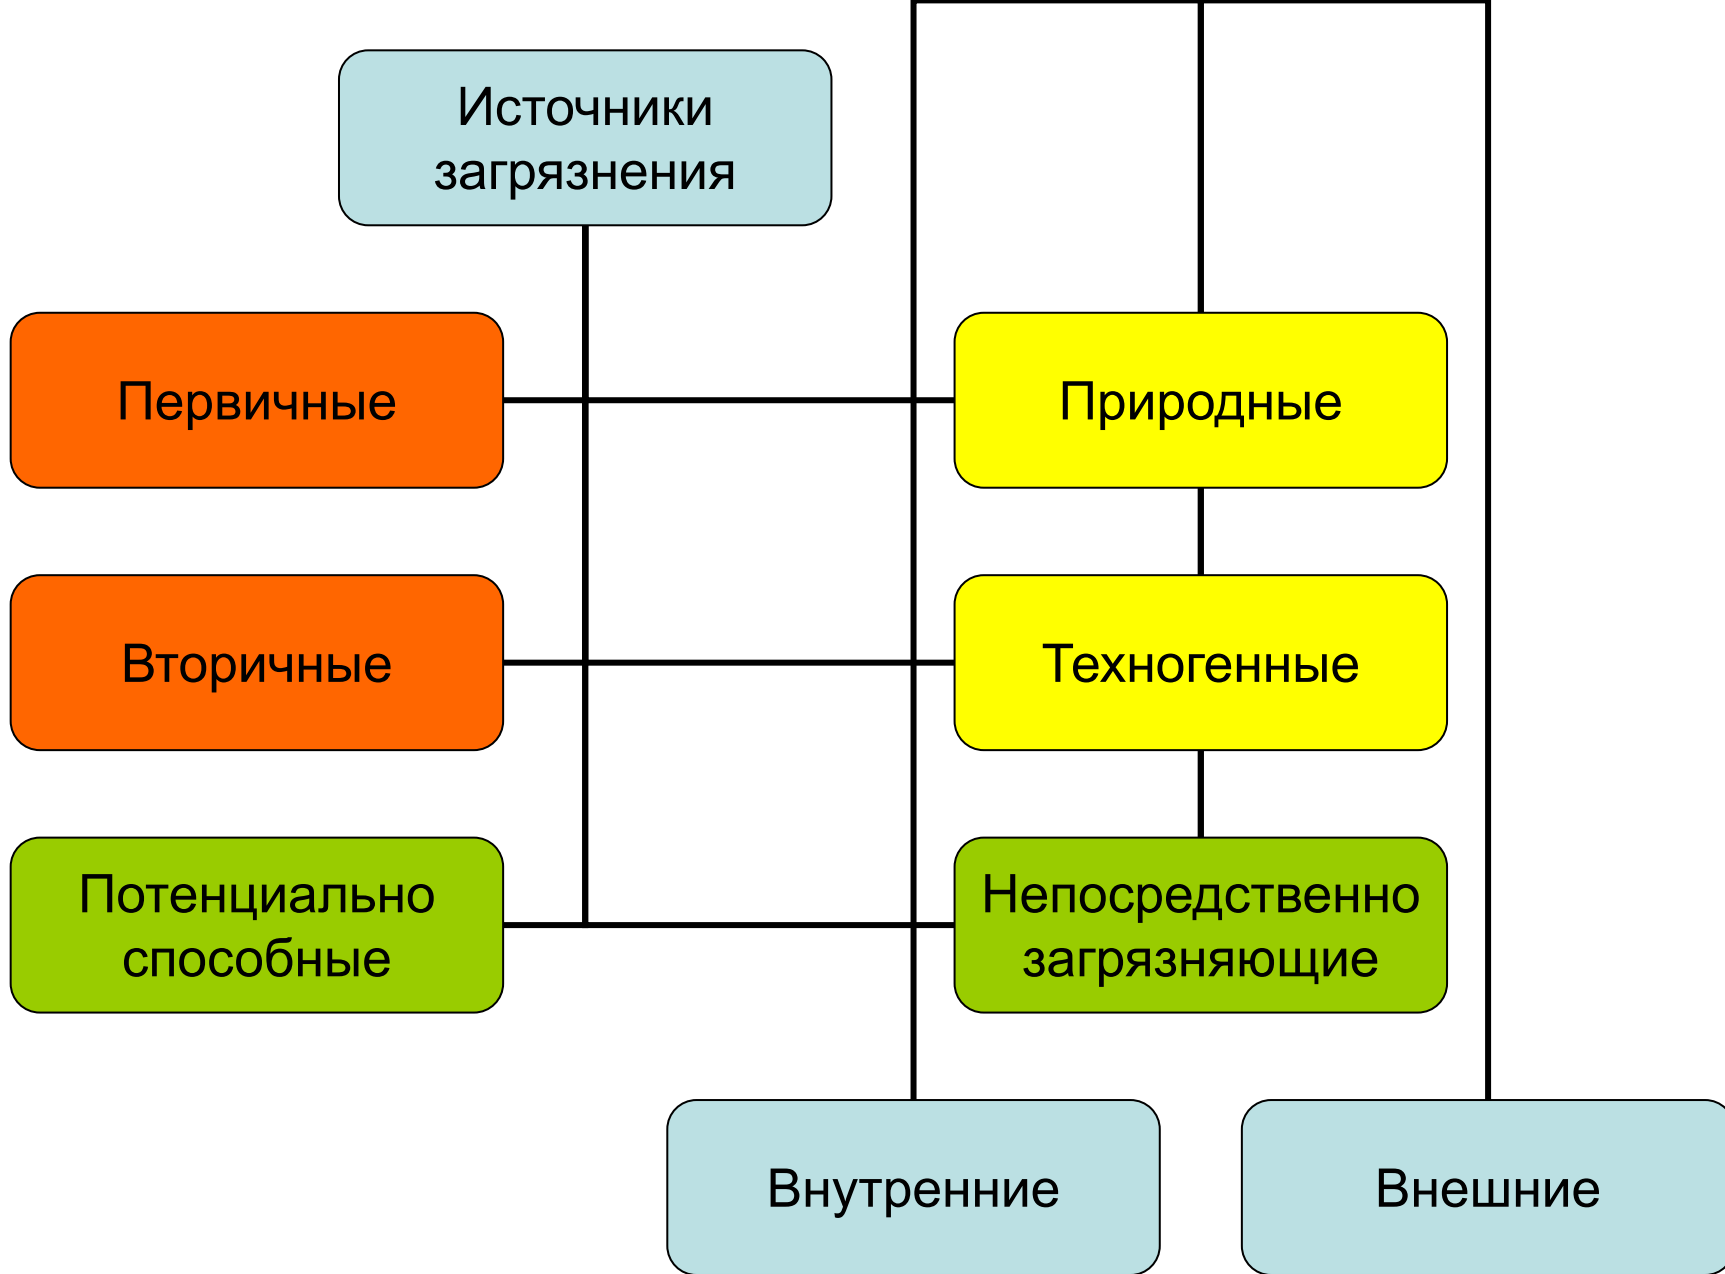 Источники
загрязнения
Первичные
Природные
Вторичные
Техногенные
Потенциально
способные
Непосредственно
загрязняющие
Внутренние
Внешние